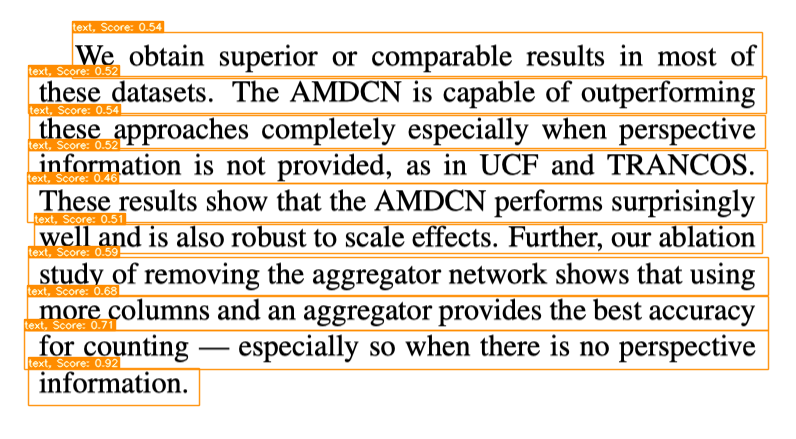 text, Score: 0.54
We obtain superior or comparable results in most of
text, Score: 0.52
these datasets. The AMDCN is capable of outperforming
text, Score: 0.54
these approaches completely especially when perspective
text, Score: 0.52
information is not provided, as in UCF and TRANCOS.
text, Score: 0.46
These results show that the AMDCN performs surprisingly
text, Score: 0.51
well and is also robust to scale effects. Further, our ablation
text, Score: 0.59
study of removing the aggregator network shows that using
text, Score: 0.68
more columns and an aggregator provides the best accuracy
text, Score: 0.71
for counting — especially so when there is no perspective
text, Score: 0.92
information.